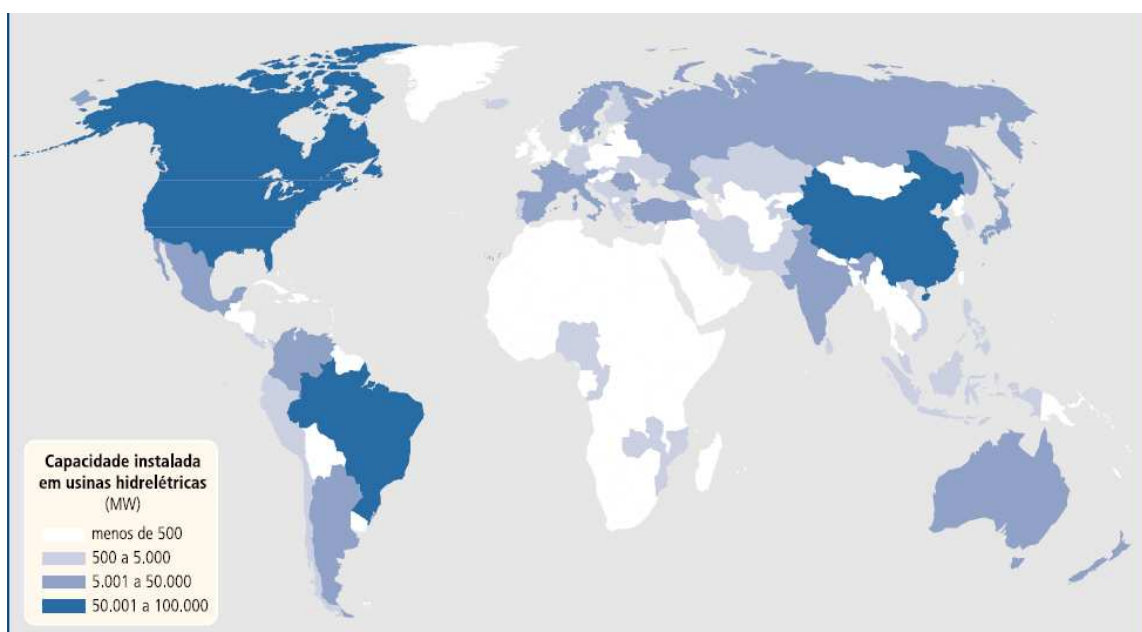 Capacidade instalada
em usinas hidrelétricas
(MW)
menos de 500
500 a 5.000
5.001 a 50.000
50.001 a 100.000